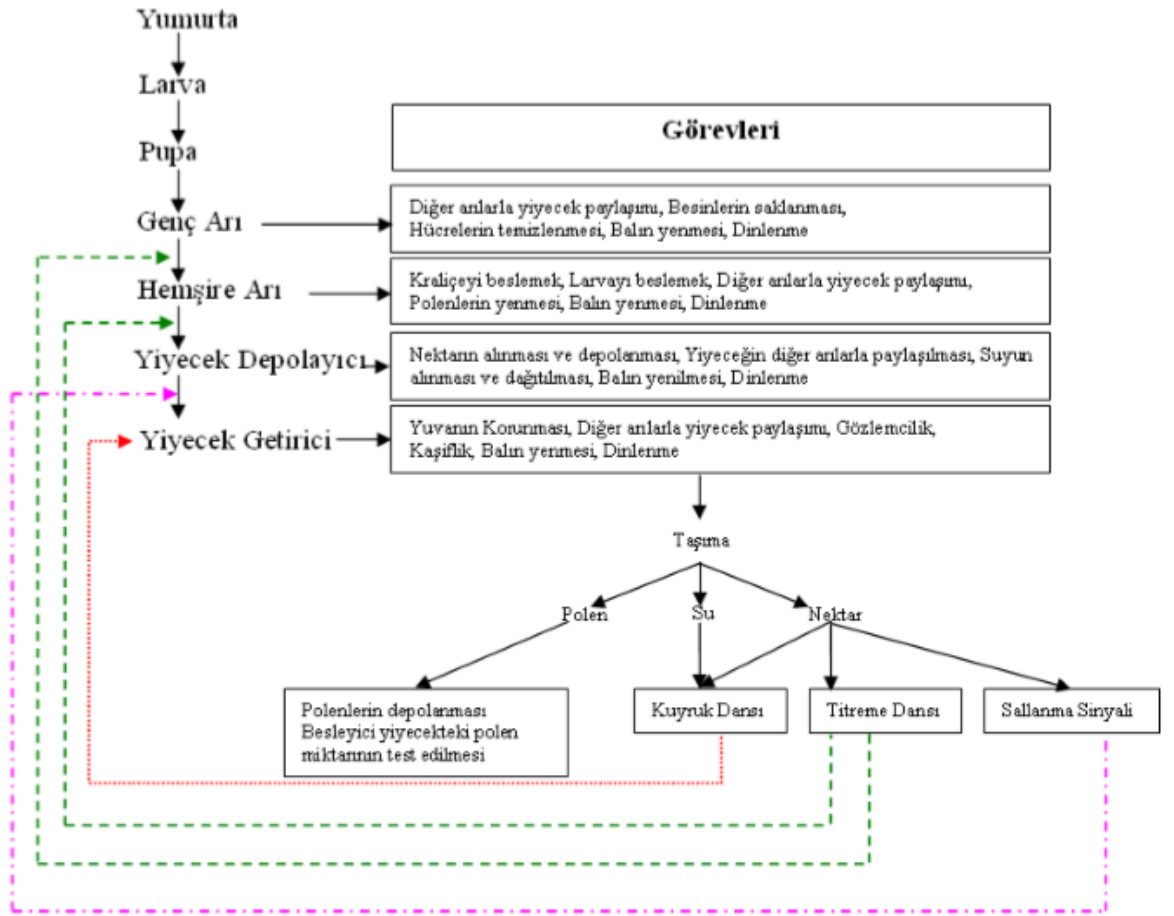 Yumurta
Larva
Pupa
Görevleri
Genç Arı
Diğer arılarla yiyecek paylaşımı, Besinlerin saklanması,
Hücrelerin temizlenmesi, Balın yenmesi, Dinlenme
Hemşire Arı
Kraliçeyi beslemek, Larvayı beslemek, Diğer arılarla yiyecek paylaşımı,
Polenlerin yenmesi, Balın yenmesi, Dinlenme
Yiyecek Depolayıcı
Nektarın alınması ve depolanması, Yiyeceğin diğer arılarla paylaşılması, Suyun
alınması ve dağıtılması, Balın yenilmesi, Dinlenme
Yiyecek Getirici
Yuvanın Korunması, Diğer arılarla yiyecek paylaşımı, Gözlemcilik,
Kaşiflik, Balın yenmesi, Dinlenme
Taşıma
Polen
Su
Nektar
Polenlerin depolanması
Besleyici yiyecekteki polen
miktarının test edilmesi
Kuyruk Dansı
Titreme Dansı
Sallanma Sinyali